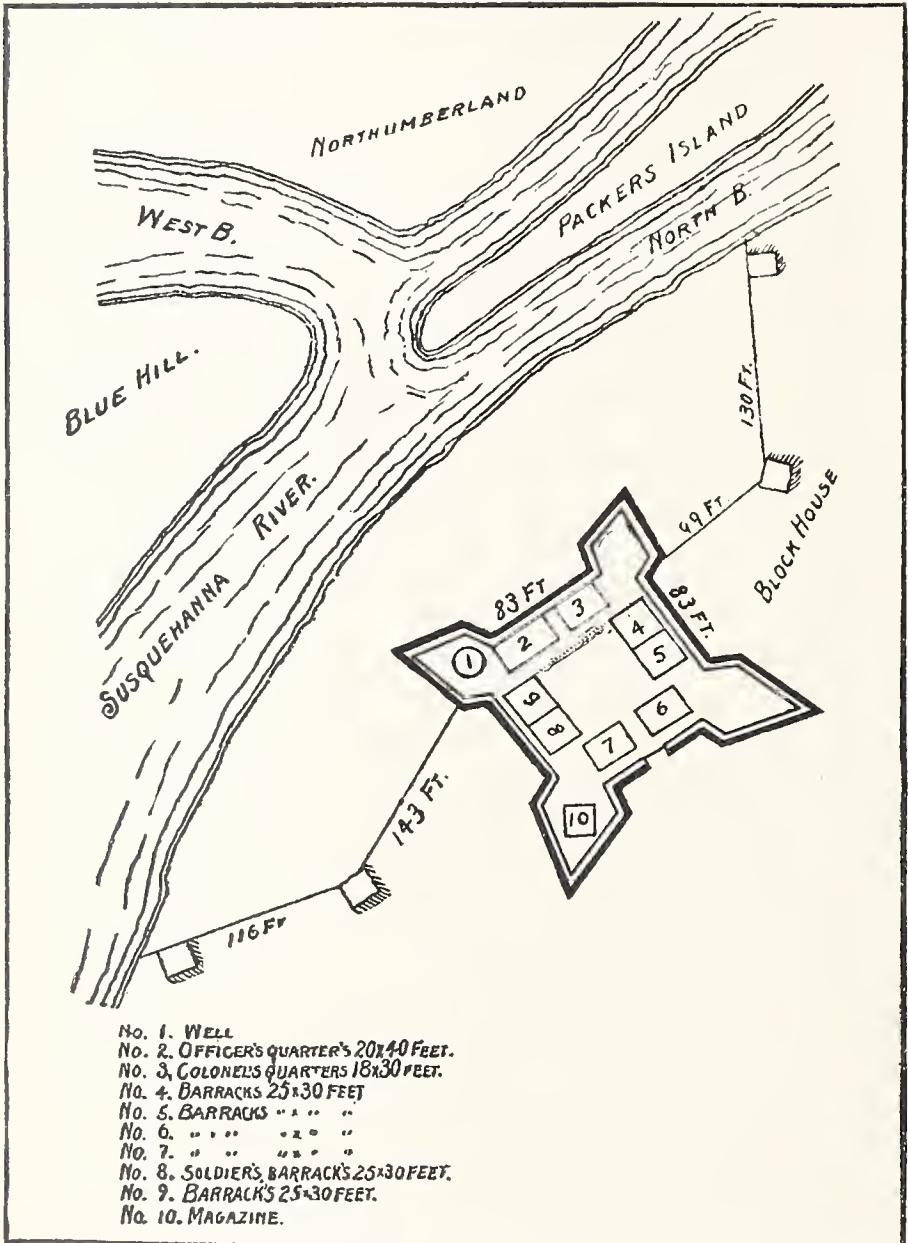 NORTHUMBERLAND
PACKERS ISLAND
WEST B.
NORTH B.
BLUE HILL.
SUSQUEHANNA RIVER.
130 FT.
49 FT.
BLOCK HOUSE
83 FT
83 FT.
1
2
3
4
5
6
7
8
9
10
143 FT.
116 FT
No. 1. WELL
No. 2. OFFICER'S QUARTER'S 20x40 FEET.
No. 3, COLONEL'S QUARTERS 18x30 FEET.
No. 4. BARRACKS 25x30 FEET
No. 5. BARRACKS " x " "
No. 6. " " " " x " "
No. 7. " " " x " "
No. 8. SOLDIER'S, BARRACK'S 25x30 FEET.
No. 9. BARRACK'S 25x30 FEET.
No. 10. MAGAZINE.